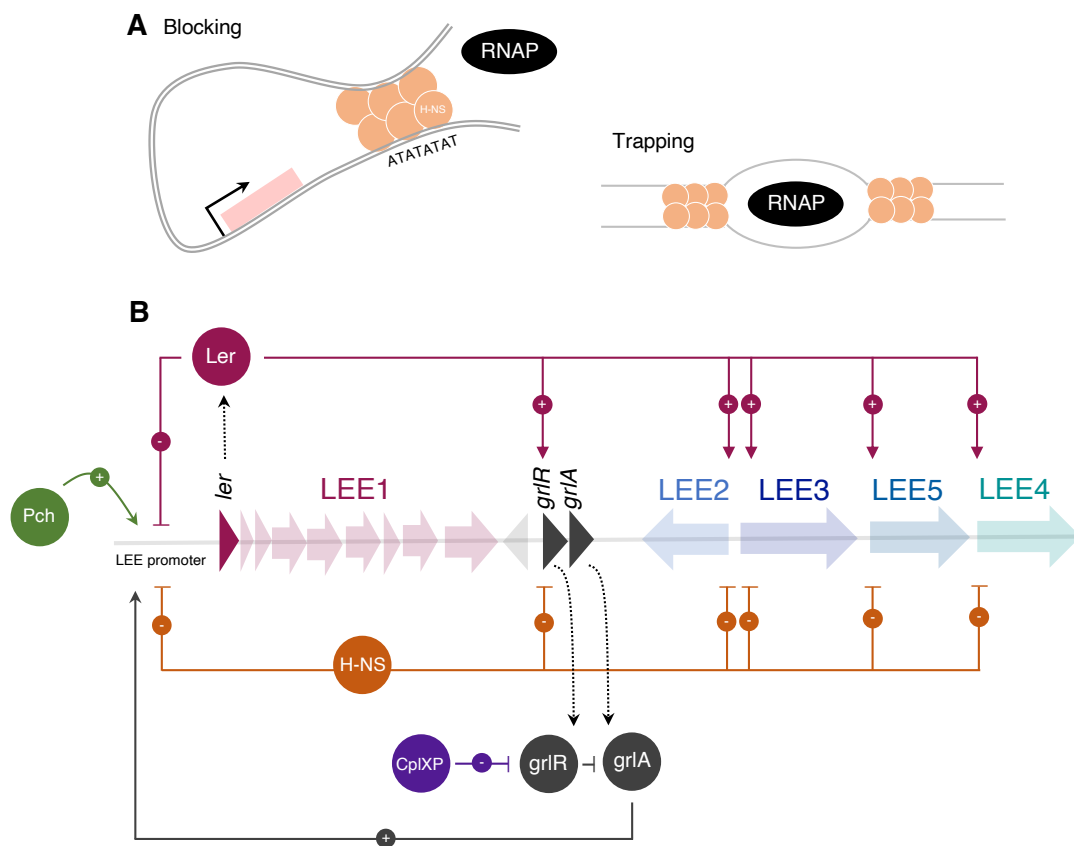 A Blocking
RNAP
H-NS
ATATATAT
Trapping
RNAP
B
Ler
+ + + + +
-
Pch
+
ler
LEE1
grlR
grlA
LEE2 LEE3 LEE5 LEE4
LEE promoter
- - - - - -
H-NS
CplXP
-
grlR
grlA
+